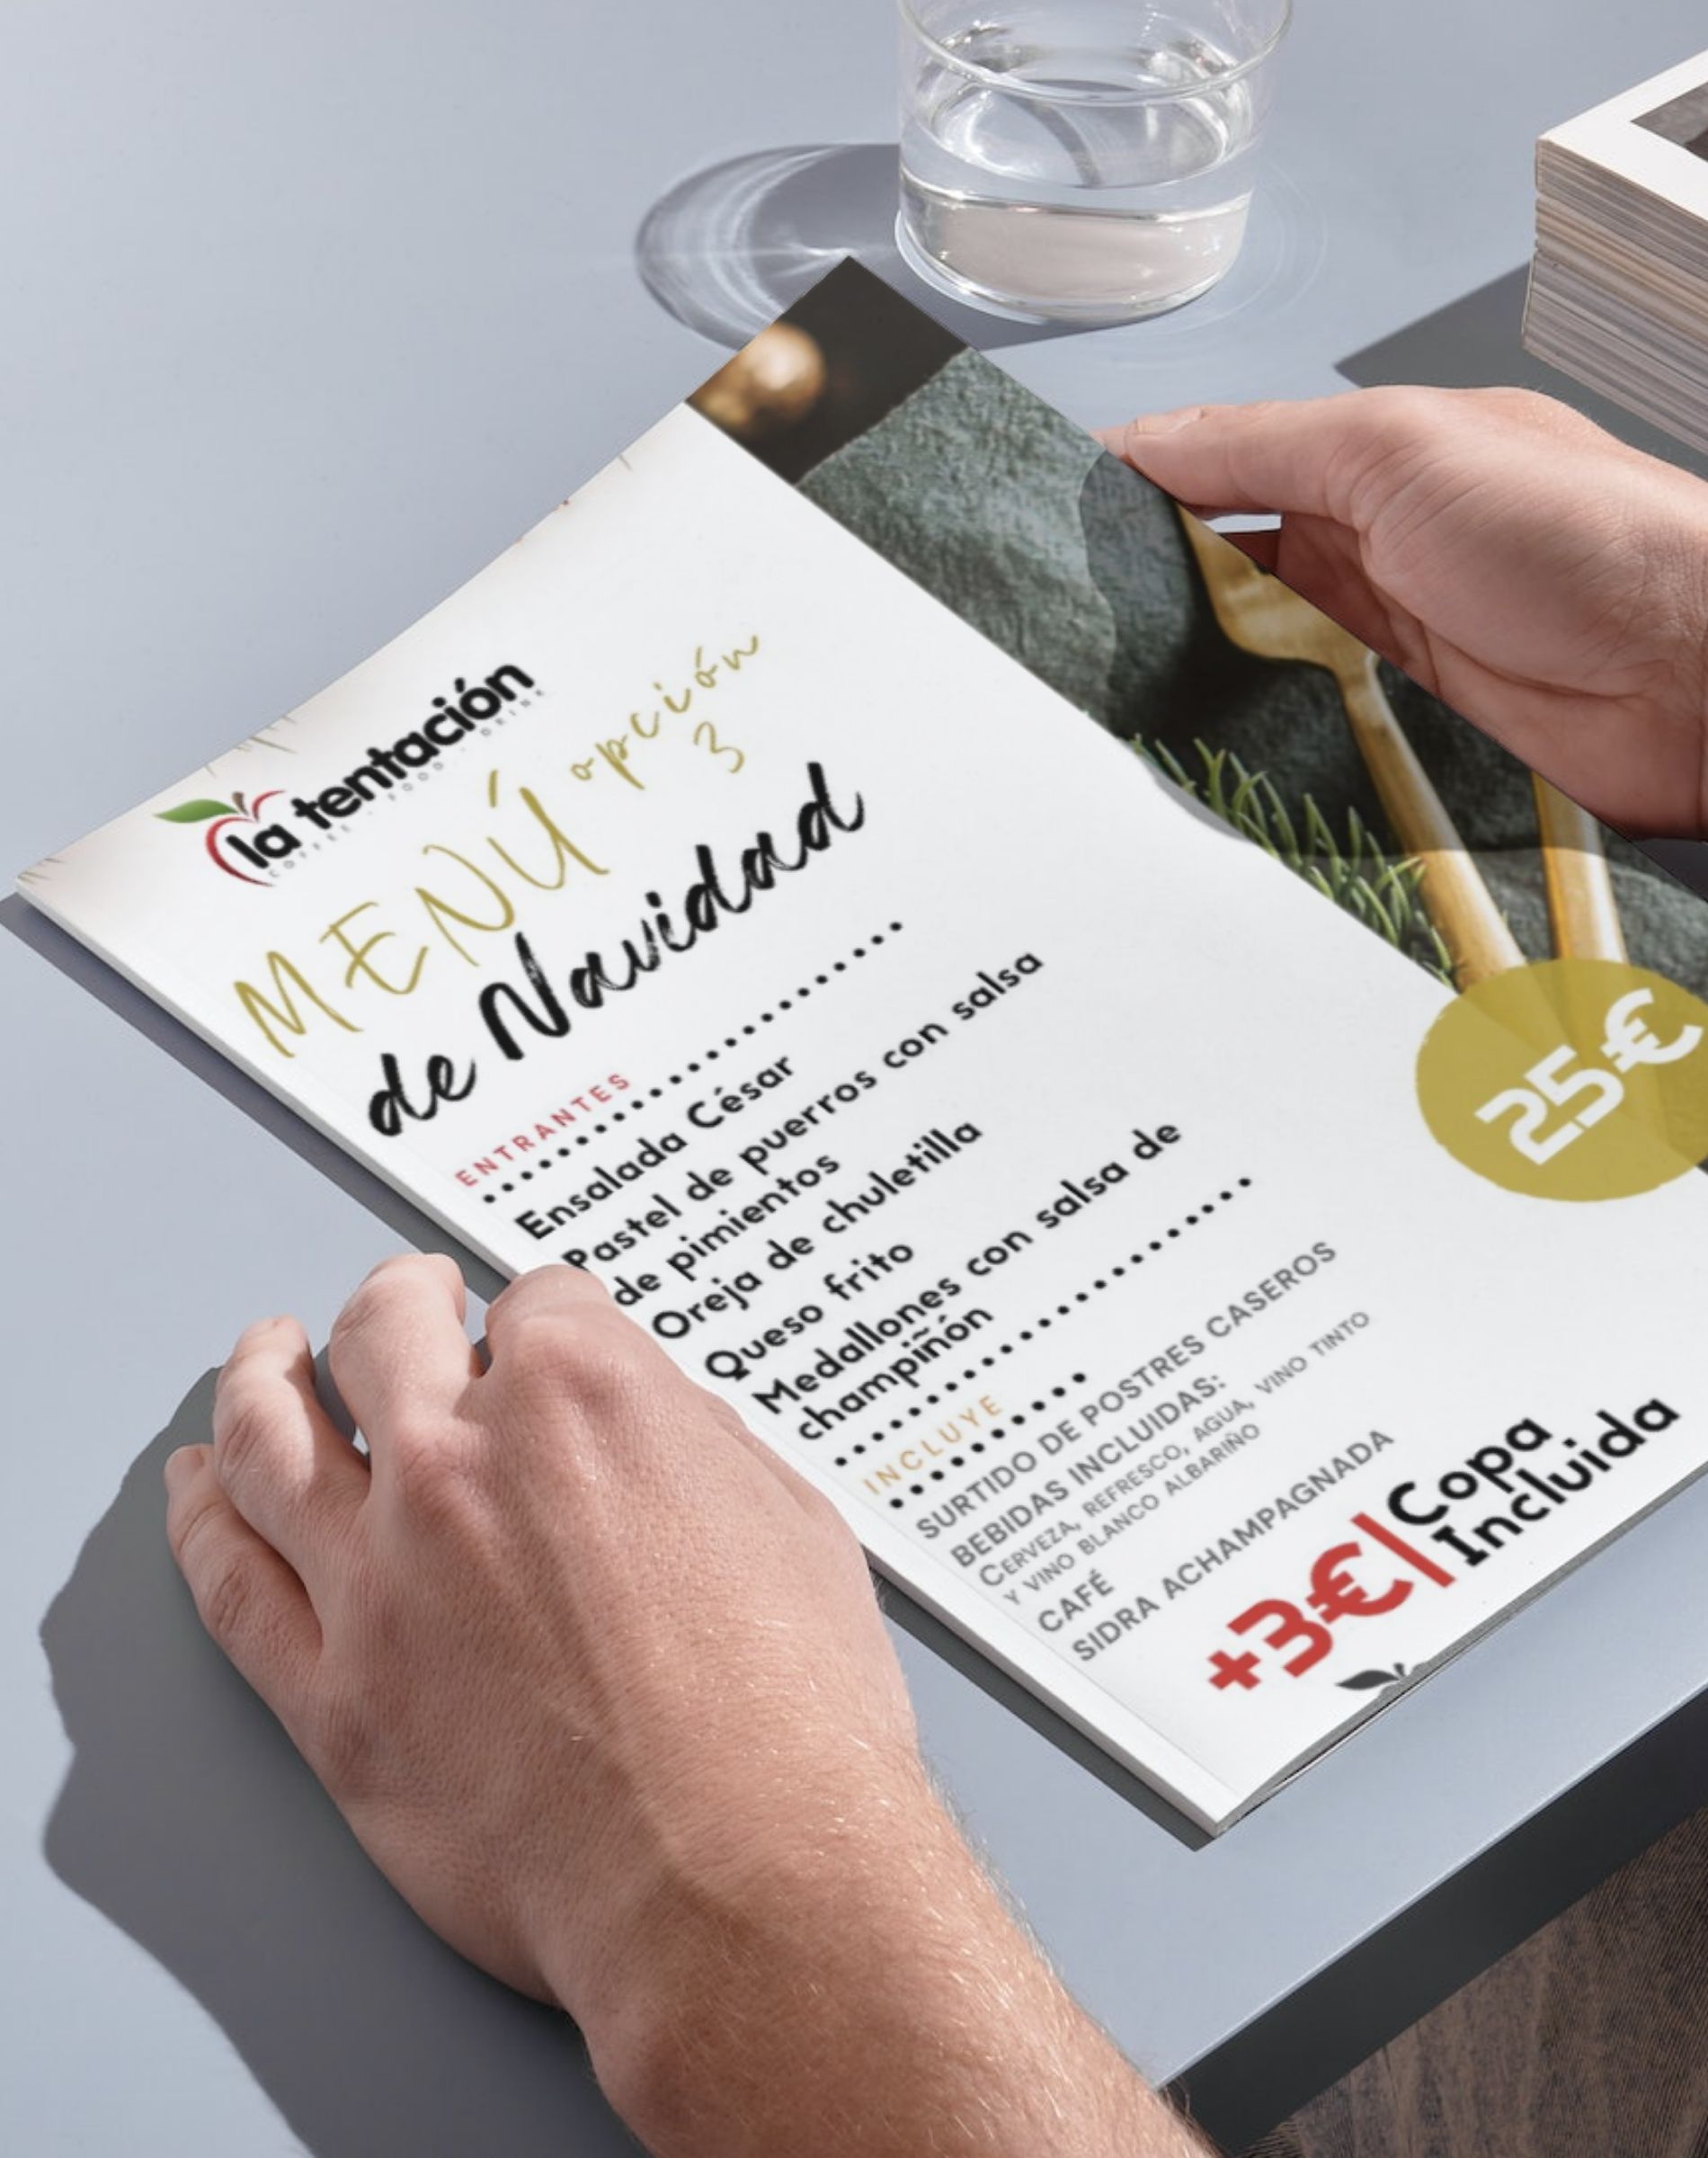 la tentación
COFFEE · FOOD · DRINK
MENÚ opción
3
de Navidad
ENTRANTES
Ensalada César
Pastel de puerros con salsa
de pimientos
Oreja de chuletilla
Queso frito
Medallones con salsa de
champiñón
INCLUYE
SURTIDO DE POSTRES CASEROS
BEBIDAS INCLUIDAS:
CERVEZA, REFRESCO, AGUA, VINO TINTO
Y VINO BLANCO ALBARIÑO
CAFÉ
SIDRA ACHAMPAGNADA
+3€| Copa
Incluida
25€